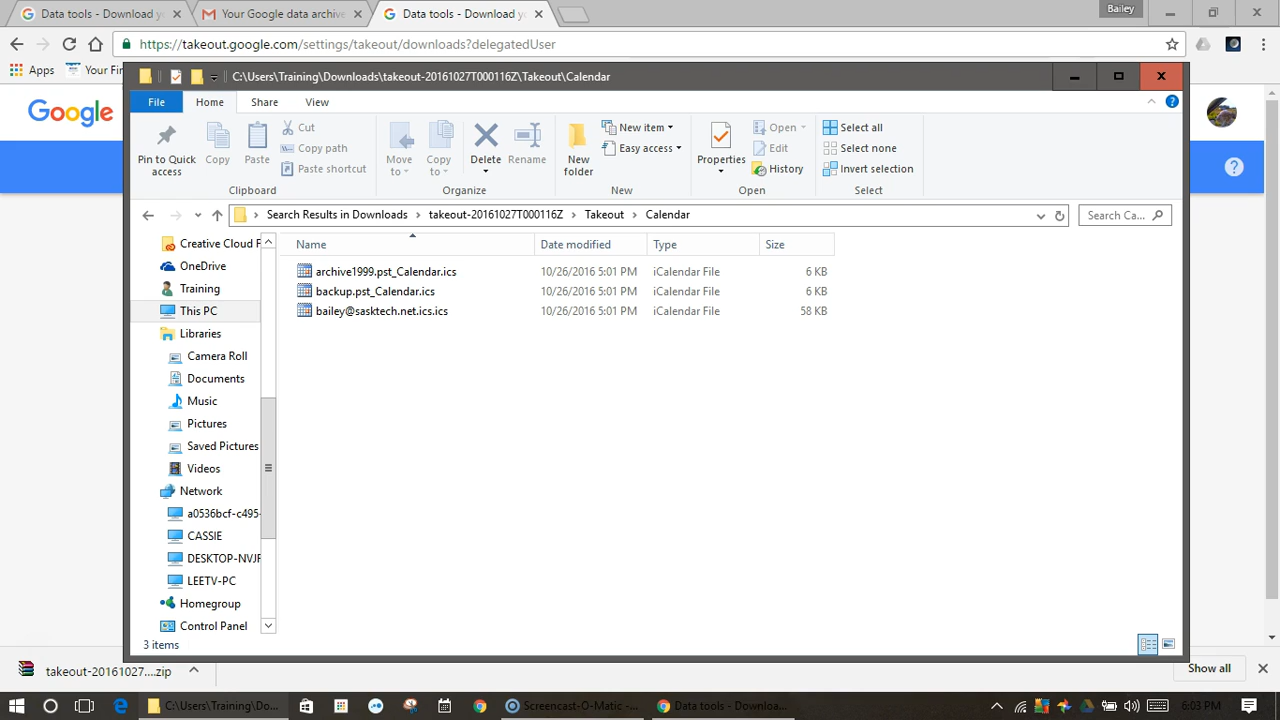 Data tools - Download yo
Your Google data archive
Data tools - Download yo
Bailey
https://takeout.google.com/settings/takeout/downloads?delegatedUser
Apps
Your Fin
Google
C:\Users\Training\Downloads\takeout-20161027T000116Z\Takeout\Calendar
File
Home
Share
View
Pin to Quick access
Copy
Paste
Cut
Copy path
Paste shortcut
Clipboard
Move to
Copy to
Delete
Rename
Organize
New folder
New item
Easy access
New
Properties
Open
Edit
History
Open
Select all
Select none
Invert selection
Select
Search Results in Downloads > takeout-20161027T000116Z > Takeout > Calendar
Search Ca...
Name
Date modified
Type
Size
archive1999.pst_Calendar.ics 10/26/2016 5:01 PM iCalendar File 6 KB
backup.pst_Calendar.ics 10/26/2016 5:01 PM iCalendar File 6 KB
bailey@sasktech.net.ics.ics 10/26/2016 5:01 PM iCalendar File 58 KB
Creative Cloud F
OneDrive
Training
This PC
Libraries
Camera Roll
Documents
Music
Pictures
Saved Pictures
Videos
Network
a0536bcf-c495-
CASSIE
DESKTOP-NVJF
LEETV-PC
Homegroup
Control Panel
3 items
takeout-20161027....zip
Show all
C:\Users\Training\Do...
Screencast-O-Matic -...
Data tools - Downloa...
6:03 PM